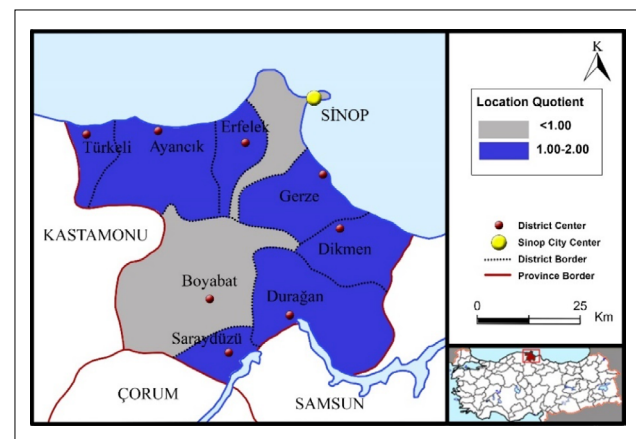 SİNOP
Türkeli
Ayancık
Erfelek
Gerze
KASTAMONU
Dikmen
Boyabat
Durağan
Saraydüzü
ÇORUM
SAMSUN
K
Location Quotient
<1.00
1.00-2.00
District Center
Sinop City Center
District Border
Province Border
0 25
Km